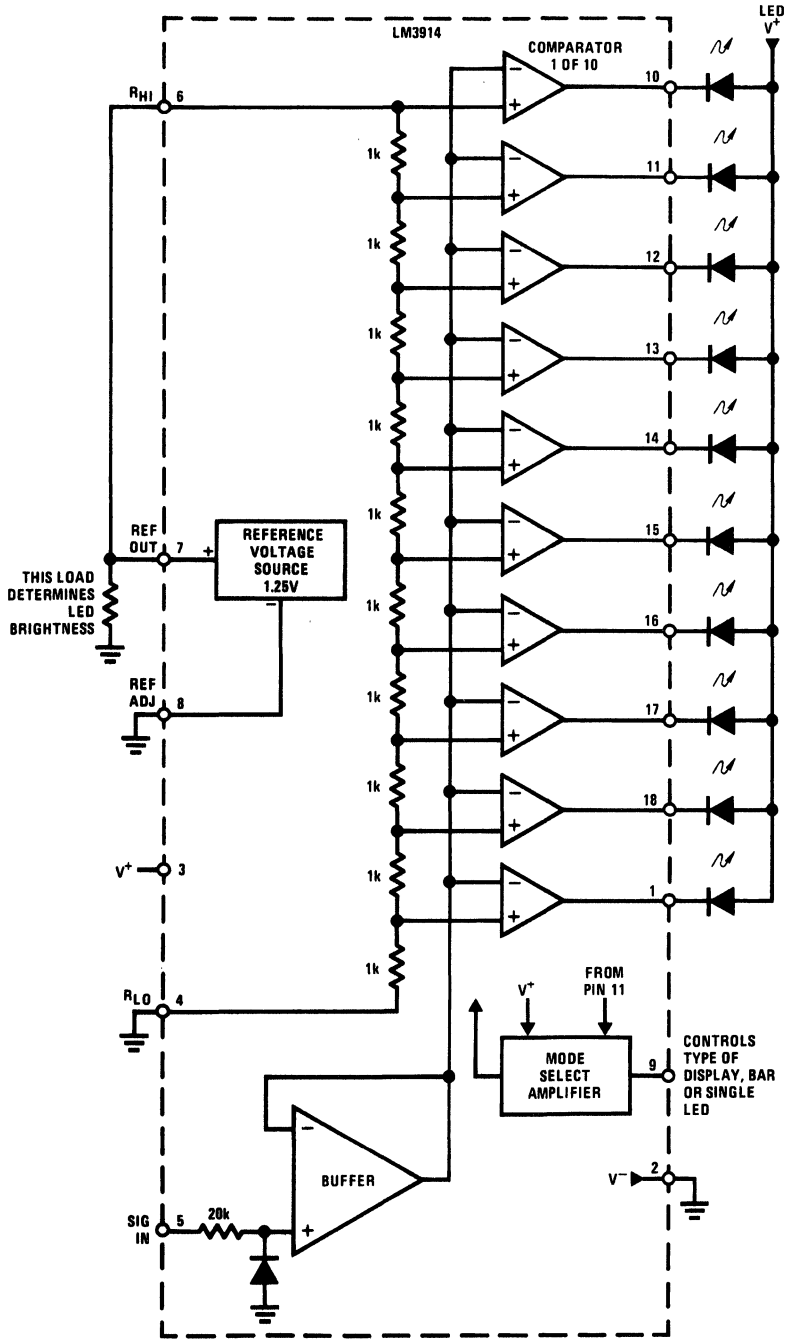 LM3914
LED
V+
COMPARATOR
1 OF 10
10
RHI 6
1k
11
1k
12
1k
13
1k
14
1k
15
REF
OUT 7
REFERENCE
VOLTAGE
SOURCE
1.25V
THIS LOAD
DETERMINES
LED
BRIGHTNESS
1k
16
1k
17
REF
ADJ 8
1k
18
V+ 3
1k
1
1k
RLO 4
V+
FROM
PIN 11
MODE
SELECT
AMPLIFIER
9
CONTROLS
TYPE OF
DISPLAY, BAR
OR SINGLE
LED
BUFFER
V− 2
SIG
IN 5
20k